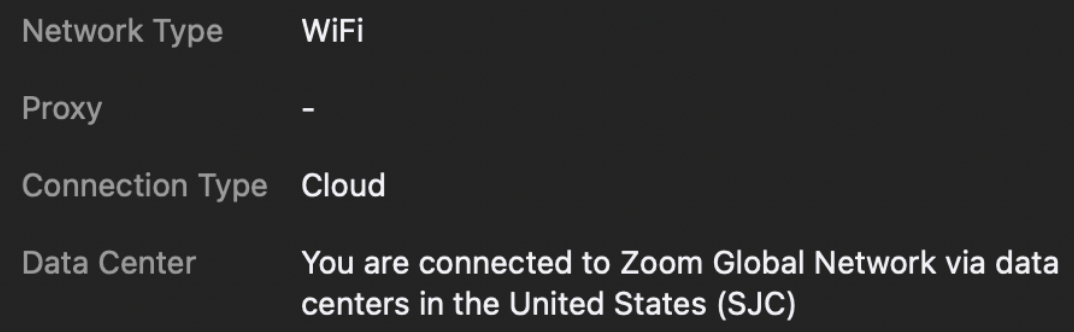 Network Type WiFi
Proxy -
Connection Type Cloud
Data Center You are connected to Zoom Global Network via data
centers in the United States (SJC)